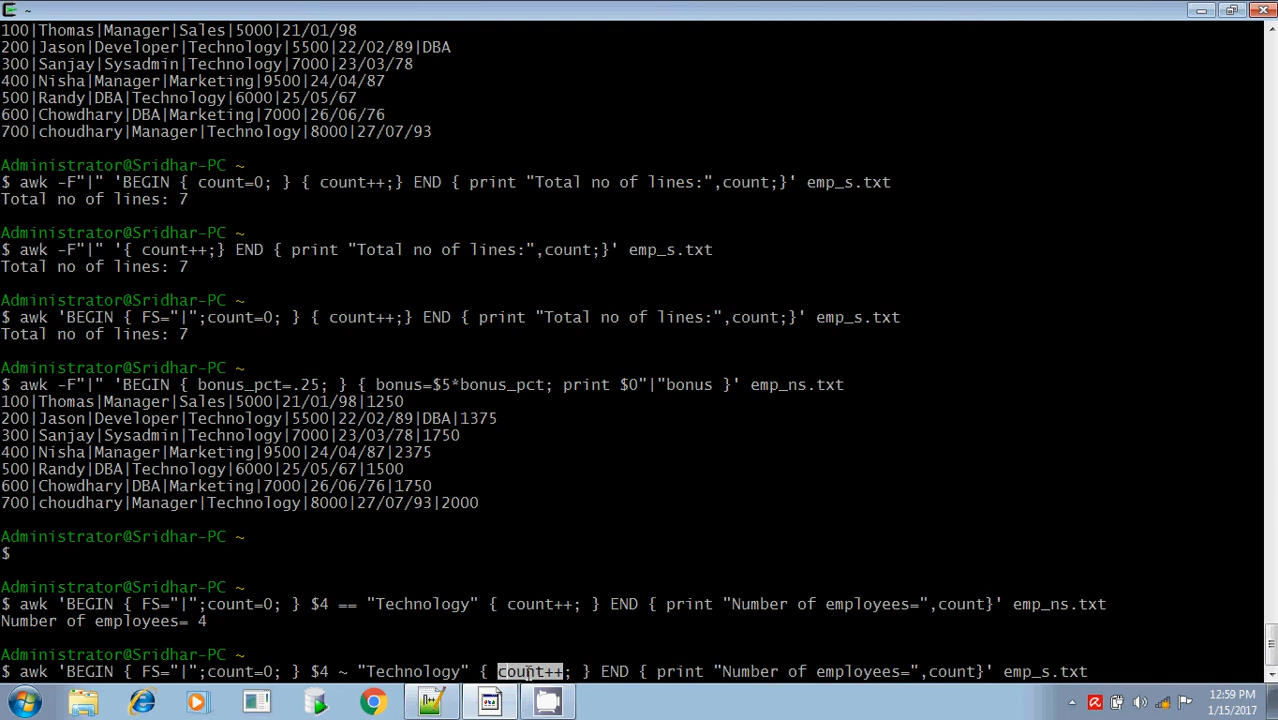 ~
100|Thomas|Manager|Sales|5000|21/01/98
200|Jason|Developer|Technology|5500|22/02/89|DBA
300|Sanjay|Sysadmin|Technology|7000|23/03/78
400|Nisha|Manager|Marketing|9500|24/04/87
500|Randy|DBA|Technology|6000|25/05/67
600|Chowdhary|DBA|Marketing|7000|26/06/76
700|choudhary|Manager|Technology|8000|27/07/93
Administrator@Sridhar-PC ~
$ awk -F"|" 'BEGIN { count=0; } { count++;} END { print "Total no of lines:",count;}' emp_s.txt
Total no of lines: 7
Administrator@Sridhar-PC ~
$ awk -F"|" '{ count++;} END { print "Total no of lines:",count;}' emp_s.txt
Total no of lines: 7
Administrator@Sridhar-PC ~
$ awk 'BEGIN { FS="|";count=0; } { count++;} END { print "Total no of lines:",count;}' emp_s.txt
Total no of lines: 7
Administrator@Sridhar-PC ~
$ awk -F"|" 'BEGIN { bonus_pct=.25; } { bonus=$5*bonus_pct; print $0"|"bonus }' emp_ns.txt
100|Thomas|Manager|Sales|5000|21/01/98|1250
200|Jason|Developer|Technology|5500|22/02/89|DBA|1375
300|Sanjay|Sysadmin|Technology|7000|23/03/78|1750
400|Nisha|Manager|Marketing|9500|24/04/87|2375
500|Randy|DBA|Technology|6000|25/05/67|1500
600|Chowdhary|DBA|Marketing|7000|26/06/76|1750
700|choudhary|Manager|Technology|8000|27/07/93|2000
Administrator@Sridhar-PC ~
$
Administrator@Sridhar-PC ~
$ awk 'BEGIN { FS="|";count=0; } $4 == "Technology" { count++; } END { print "Number of employees=",count}' emp_ns.txt
Number of employees= 4
Administrator@Sridhar-PC ~
$ awk 'BEGIN { FS="|";count=0; } $4 ~ "Technology" { count++; } END { print "Number of employees=",count}' emp_s.txt
12:59 PM
1/15/2017